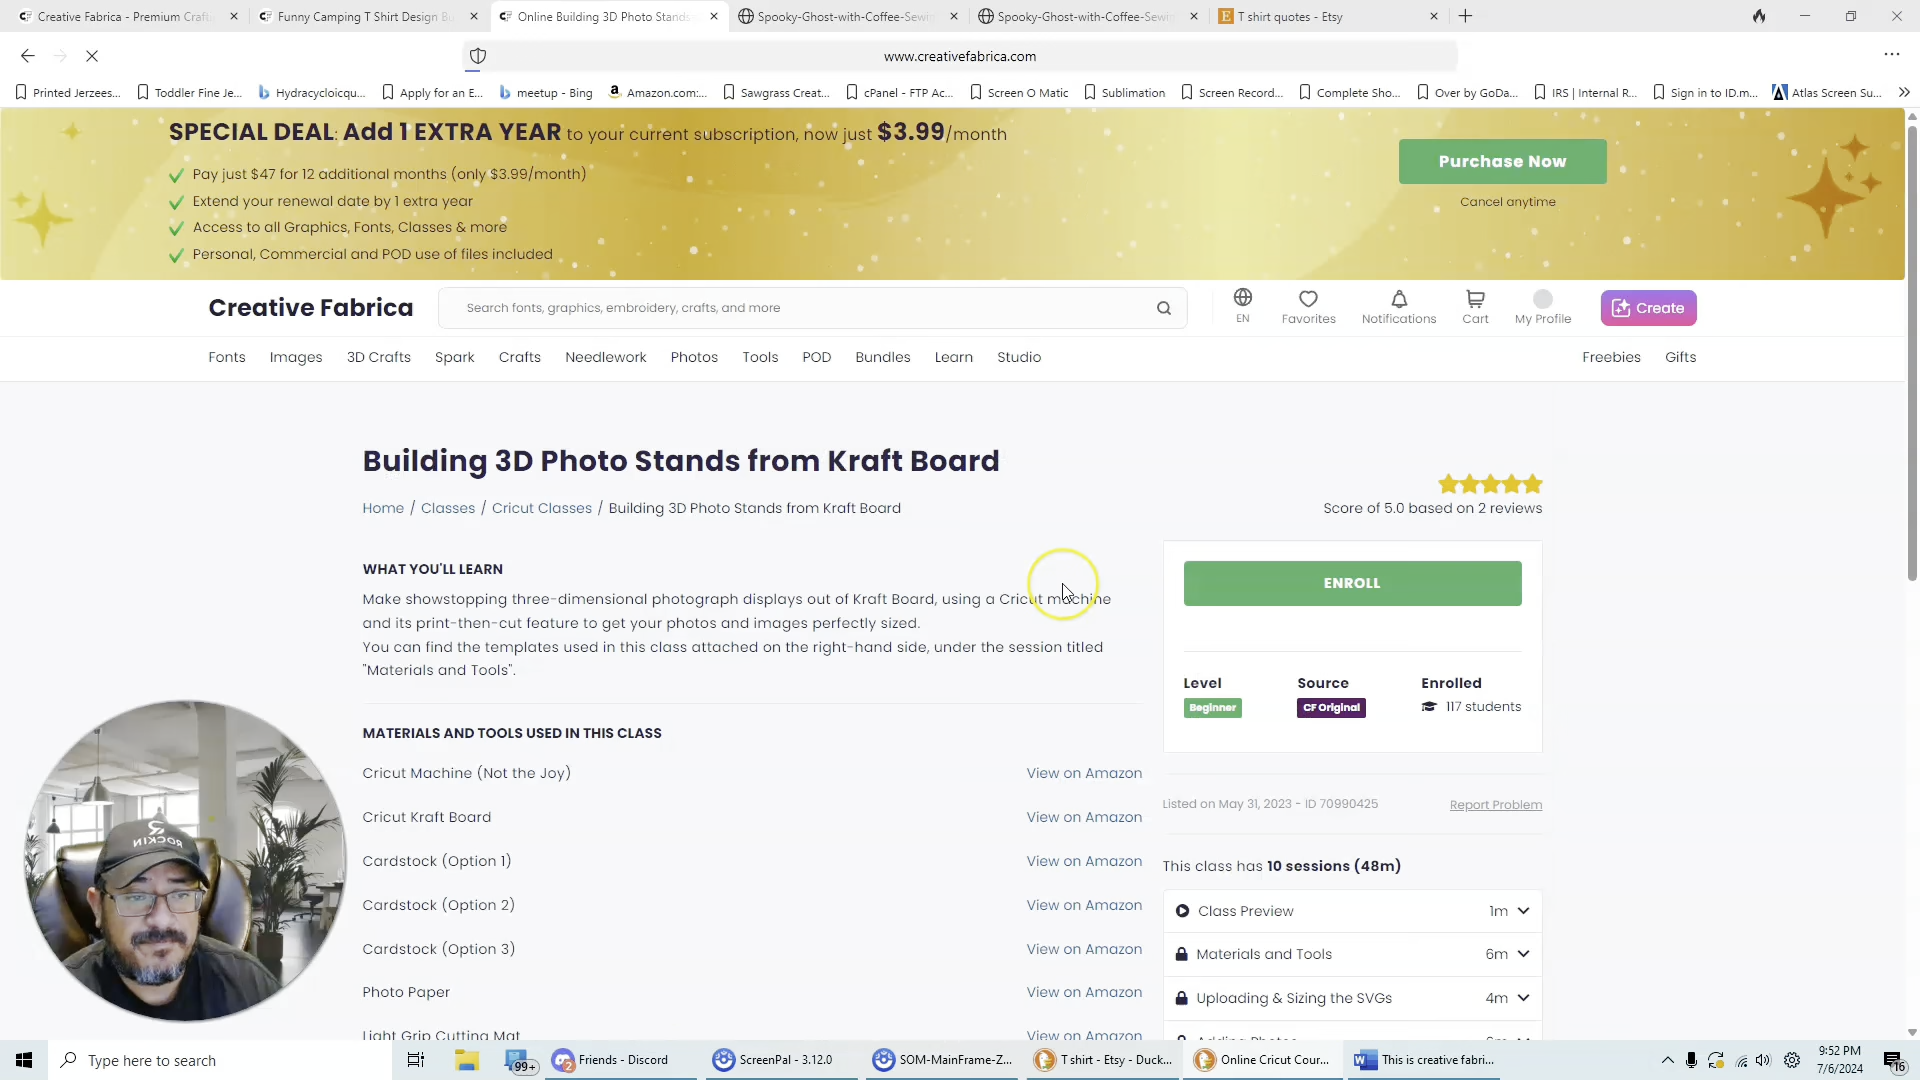 Creative Fabrica - Premium Craft
Funny Camping T Shirt Design B
Online Building 3D Photo Stands
Spooky-Ghost-with-Coffee-Sewi
Spooky-Ghost-with-Coffee-Sewi
T shirt quotes - Etsy
www.creativefabrica.com
Printed Jerzees...
Toddler Fine Je...
Hydracycloicqu...
Apply for an E...
meetup - Bing
Amazon.com:...
Sawgrass Creat...
cPanel - FTP Ac...
Screen O Matic
Sublimation
Screen Record...
Complete Sho...
Over by GoDa...
IRS | Internal R...
Sign in to ID.m...
Atlas Screen Su...
SPECIAL DEAL: Add 1 EXTRA YEAR to your current subscription, now just $3.99/month
Pay just $47 for 12 additional months (only $3.99/month)
Extend your renewal date by 1 extra year
Access to all Graphics, Fonts, Classes & more
Personal, Commercial and POD use of files included
Purchase Now
Cancel anytime
Creative Fabrica
Search fonts, graphics, embroidery, crafts, and more
EN
Favorites
Notifications
Cart
My Profile
Create
Fonts Images 3D Crafts Spark Crafts Needlework Photos Tools POD Bundles Learn Studio
Freebies Gifts
Building 3D Photo Stands from Kraft Board
Home / Classes / Cricut Classes / Building 3D Photo Stands from Kraft Board
Score of 5.0 based on 2 reviews
WHAT YOU'LL LEARN
Make showstopping three-dimensional photograph displays out of Kraft Board, using a Cricut machine
and its print-then-cut feature to get your photos and images perfectly sized.
You can find the templates used in this class attached on the right-hand side, under the session titled
"Materials and Tools".
MATERIALS AND TOOLS USED IN THIS CLASS
Cricut Machine (Not the Joy) View on Amazon
Cricut Kraft Board View on Amazon
Cardstock (Option 1) View on Amazon
Cardstock (Option 2) View on Amazon
Cardstock (Option 3) View on Amazon
Photo Paper View on Amazon
Light Grip Cutting Mat View on Amazon
ENROLL
Level Source Enrolled
Beginner CF Original 117 students
Listed on May 31, 2023 - ID 70990425
Report Problem
This class has 10 sessions (48m)
Class Preview 1m
Materials and Tools 6m
Uploading & Sizing the SVGs 4m
Adding Photos
ROCKIN
Type here to search
99+
2
Friends - Discord
ScreenPal - 3.12.0
SOM-MainFrame-Z...
T shirt - Etsy - Duck...
Online Cricut Cour...
This is creative fabri...
9:52 PM
7/6/2024
16